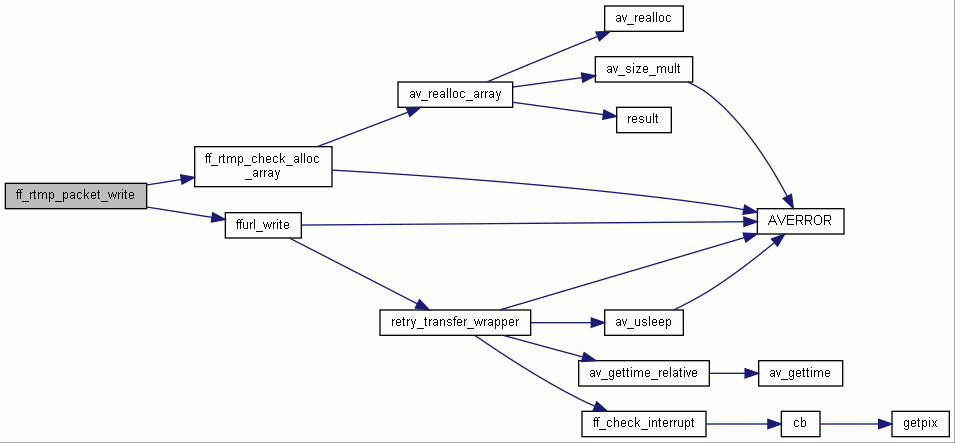 av_realloc
av_size_mult
av_realloc_array
result
ff_rtmp_check_alloc
_array
ff_rtmp_packet_write
ffurl_write
AVERROR
retry_transfer_wrapper
av_usleep
av_gettime_relative
av_gettime
ff_check_interrupt
cb
getpix